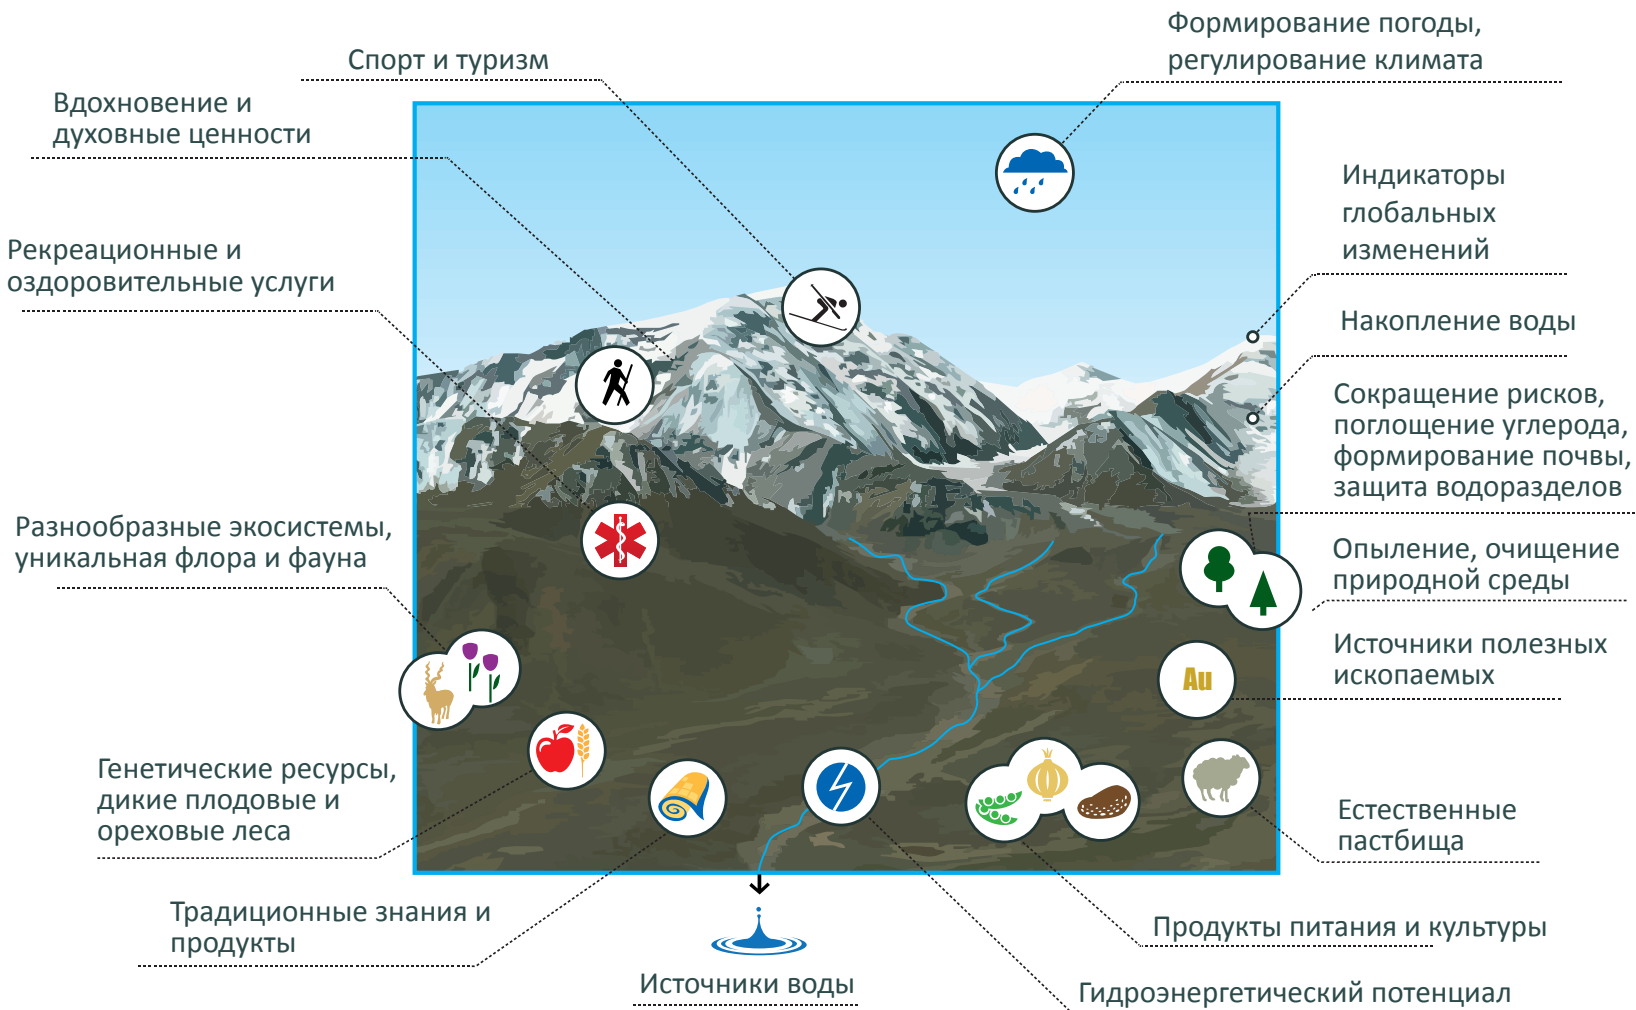 Формирование погоды,
регулирование климата
Спорт и туризм
Вдохновение и
духовные ценности
Индикаторы
глобальных
изменений
Рекреационные и
оздоровительные услуги
Накопление воды
Сокращение рисков,
поглощение углерода,
формирование почвы,
защита водоразделов
Разнообразные экосистемы,
уникальная флора и фауна
Опыление, очищение
природной среды
Источники полезных
ископаемых
Au
Генетические ресурсы,
дикие плодовые и
ореховые леса
Естественные
пастбища
Традиционные знания и
продукты
Продукты питания и культуры
Источники воды
Гидроэнергетический потенциал